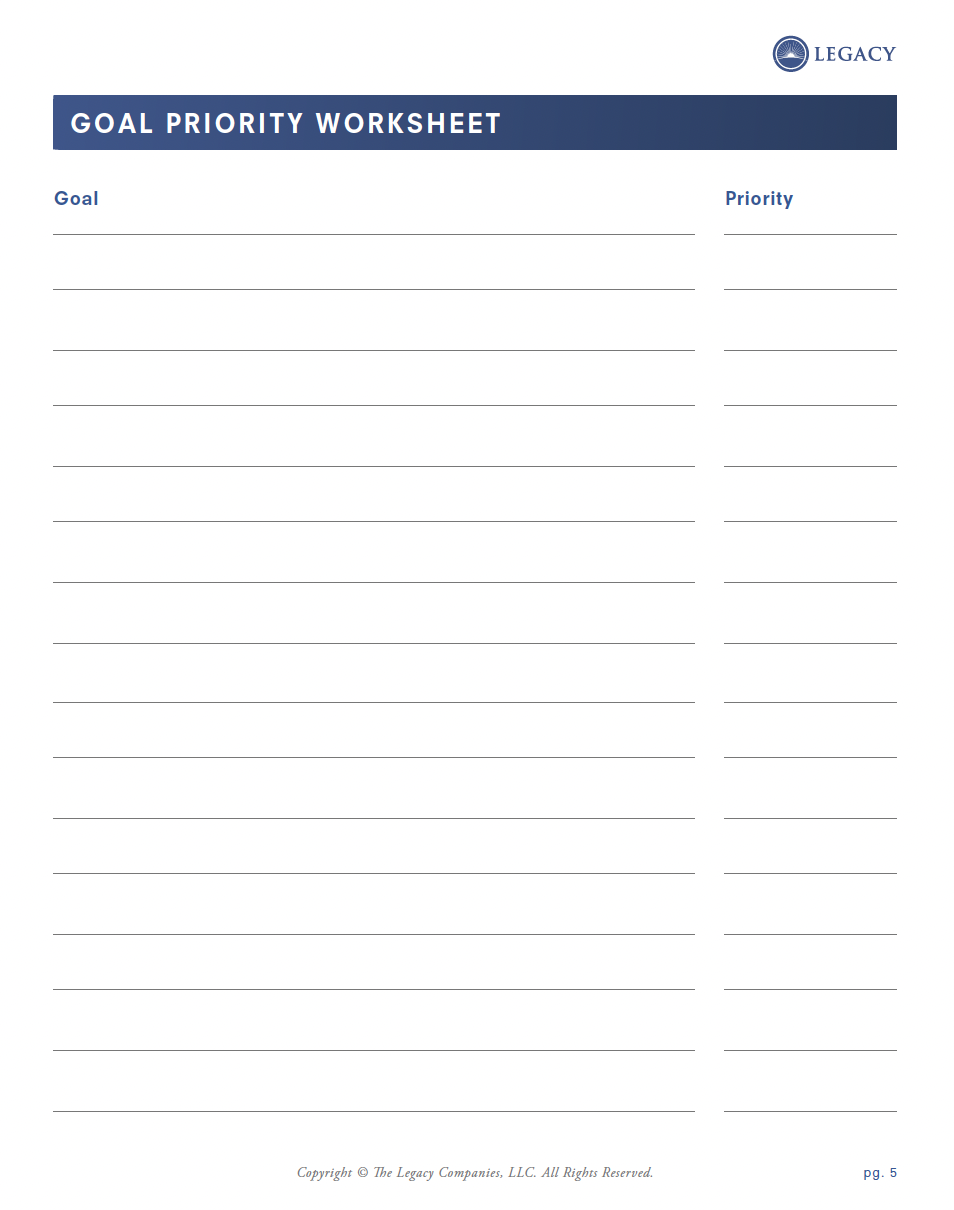 LEGACY
GOAL PRIORITY WORKSHEET
Goal Priority
Copyright © The Legacy Companies, LLC. All Rights Reserved. pg. 5